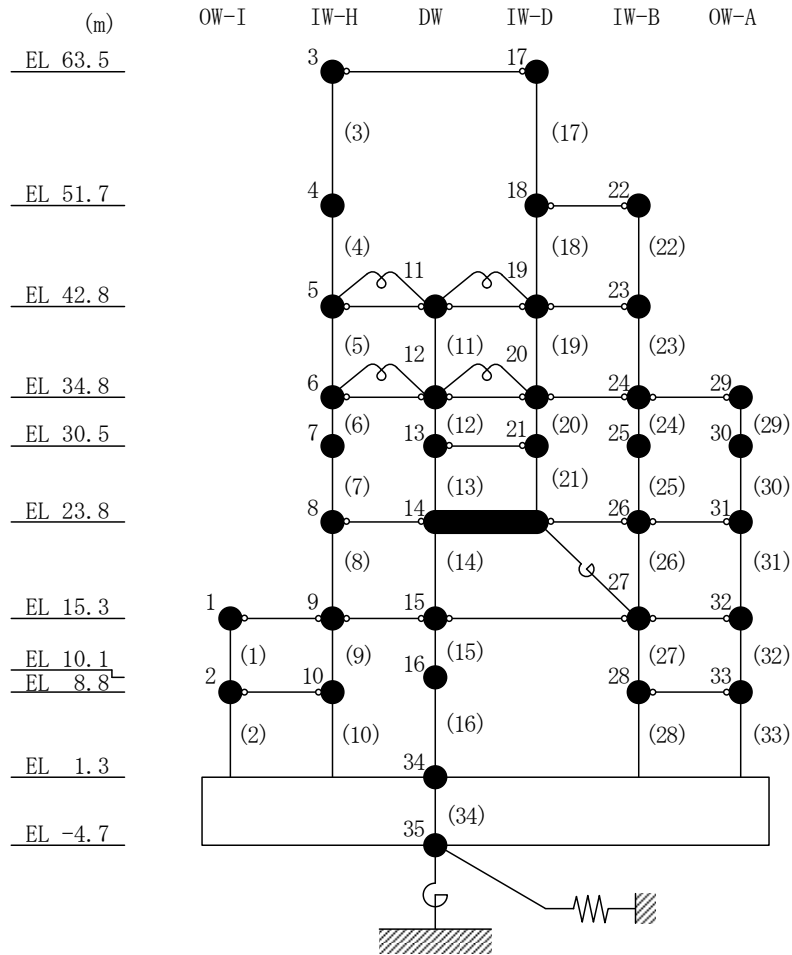 (m) OW-I IW-H DW IW-D IW-B OW-A
EL 63.5 3 17
(3) (17)
EL 51.7 4 18 22
(4) (18) (22)
11 19
EL 42.8 5 23
(5) (11) (19) (23)
12 20
EL 34.8 6 24 29
(6) (12) (20) (24) (29)
EL 30.5 7 13 21 25 30
(7) (13) (21) (25) (30)
EL 23.8 8 14 26 31
(8) (14) (26) (31)
27
EL 15.3 1 9 15 32
(1) (9) (15) (27) (32)
EL 10.1 16
EL 8.8 2 10 28 33
(2) (10) (16) (28) (33)
EL 1.3 34
(34)
EL -4.7 35